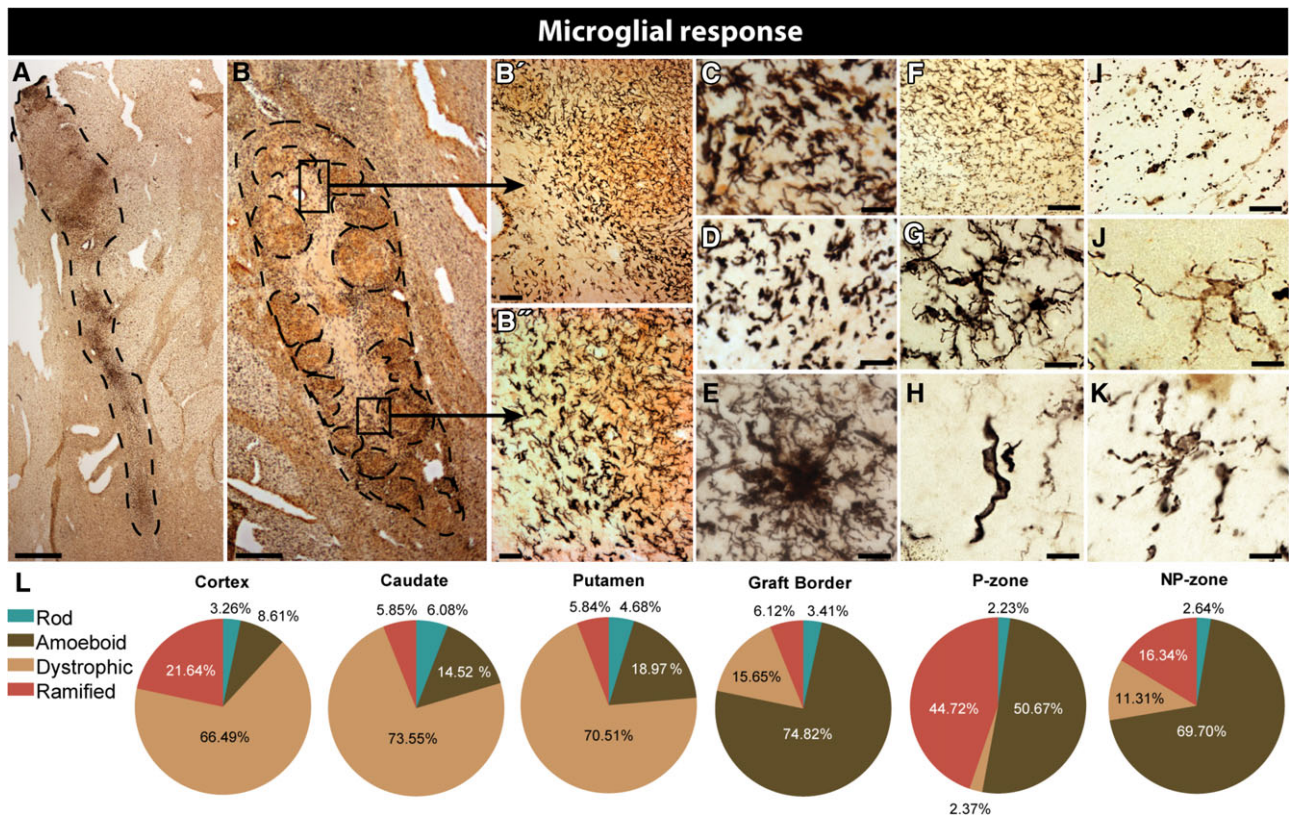 Microglial response
A
B
B´
C
F
I
D
G
J
B˝
E
H
K
L
Rod
Amoeboid
Dystrophic
Ramified
Cortex
3.26%
8.61%
21.64%
66.49%
Caudate
5.85%
6.08%
14.52 %
73.55%
Putamen
5.84%
4.68%
18.97 %
70.51%
Graft Border
6.12%
3.41%
15.65%
74.82%
P-zone
2.23%
44.72%
50.67%
2.37%
NP-zone
2.64%
16.34%
11.31%
69.70%